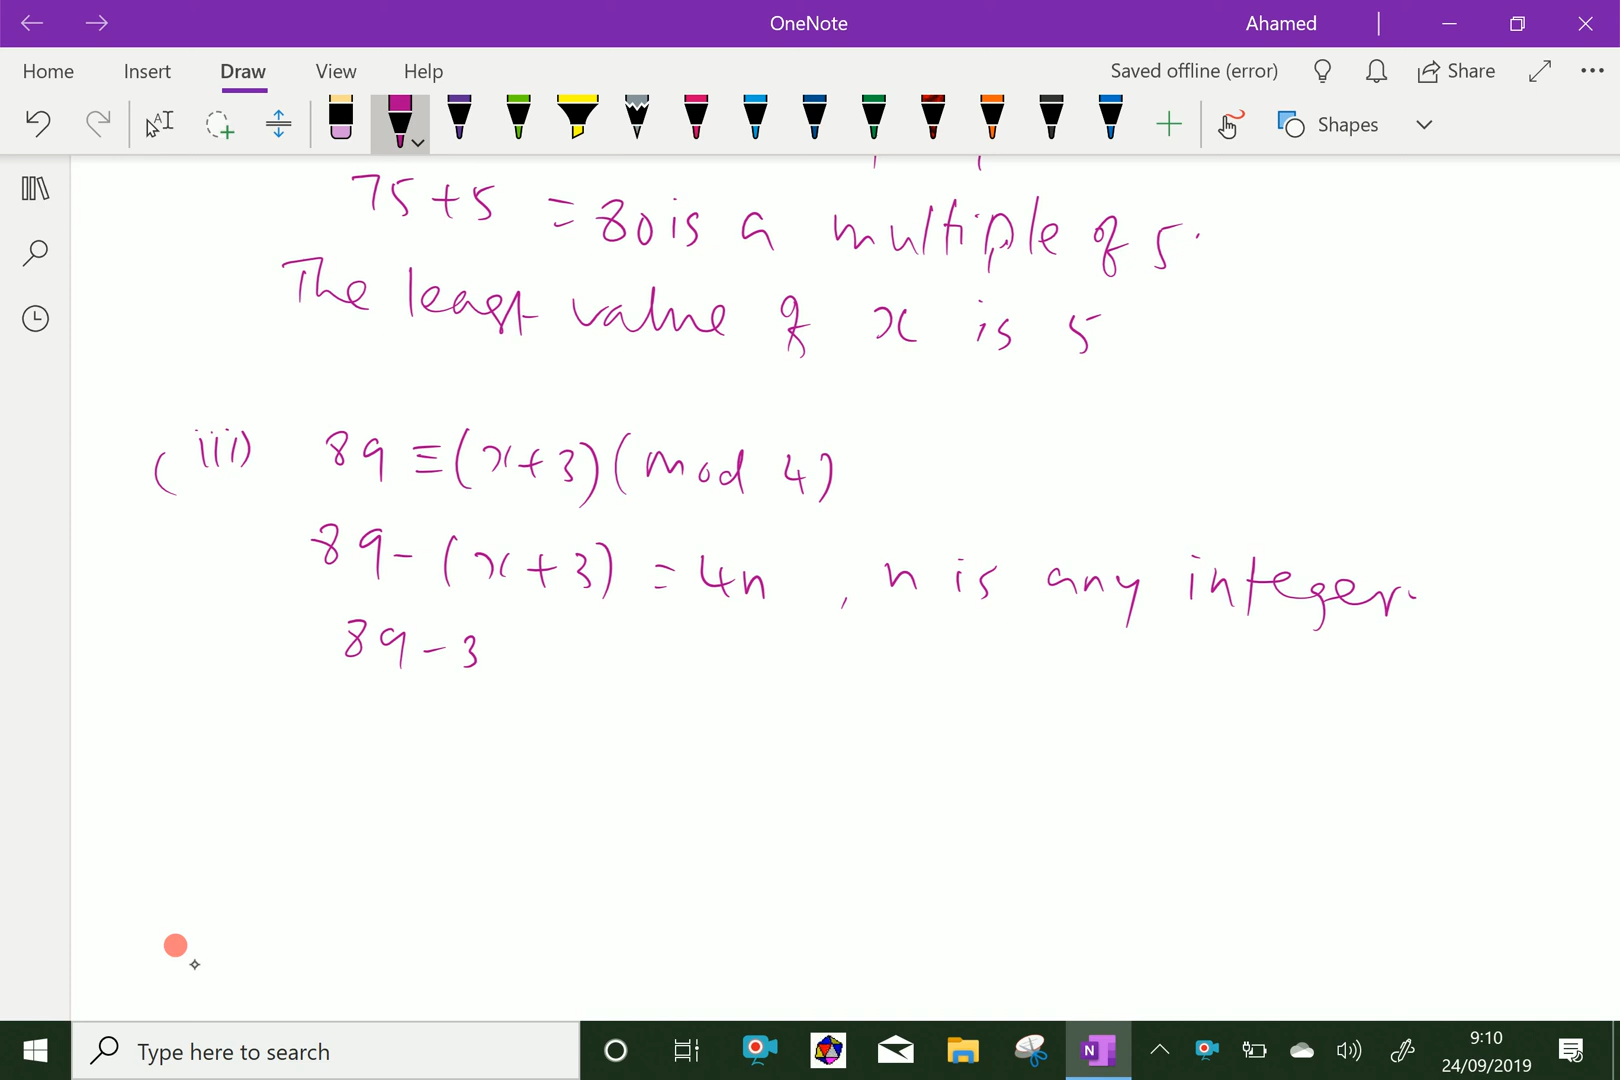 OneNote
Ahamed
Home Insert Draw View Help
Saved offline (error) Share
Shapes
75+5 = 80 is a multiple of 5.
The least value of x is 5
(iii) 89 ≡ (x+3)(mod 4)
89 - (x+3) = 4n , n is any integer.
89 - 3
Type here to search
9:10
24/09/2019